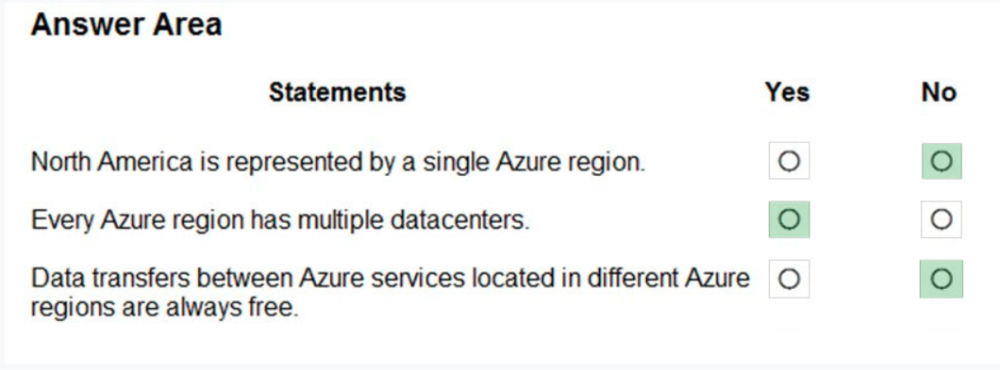 Answer Area
Statements Yes No
North America is represented by a single Azure region.
Every Azure region has multiple datacenters.
Data transfers between Azure services located in different Azure
regions are always free.